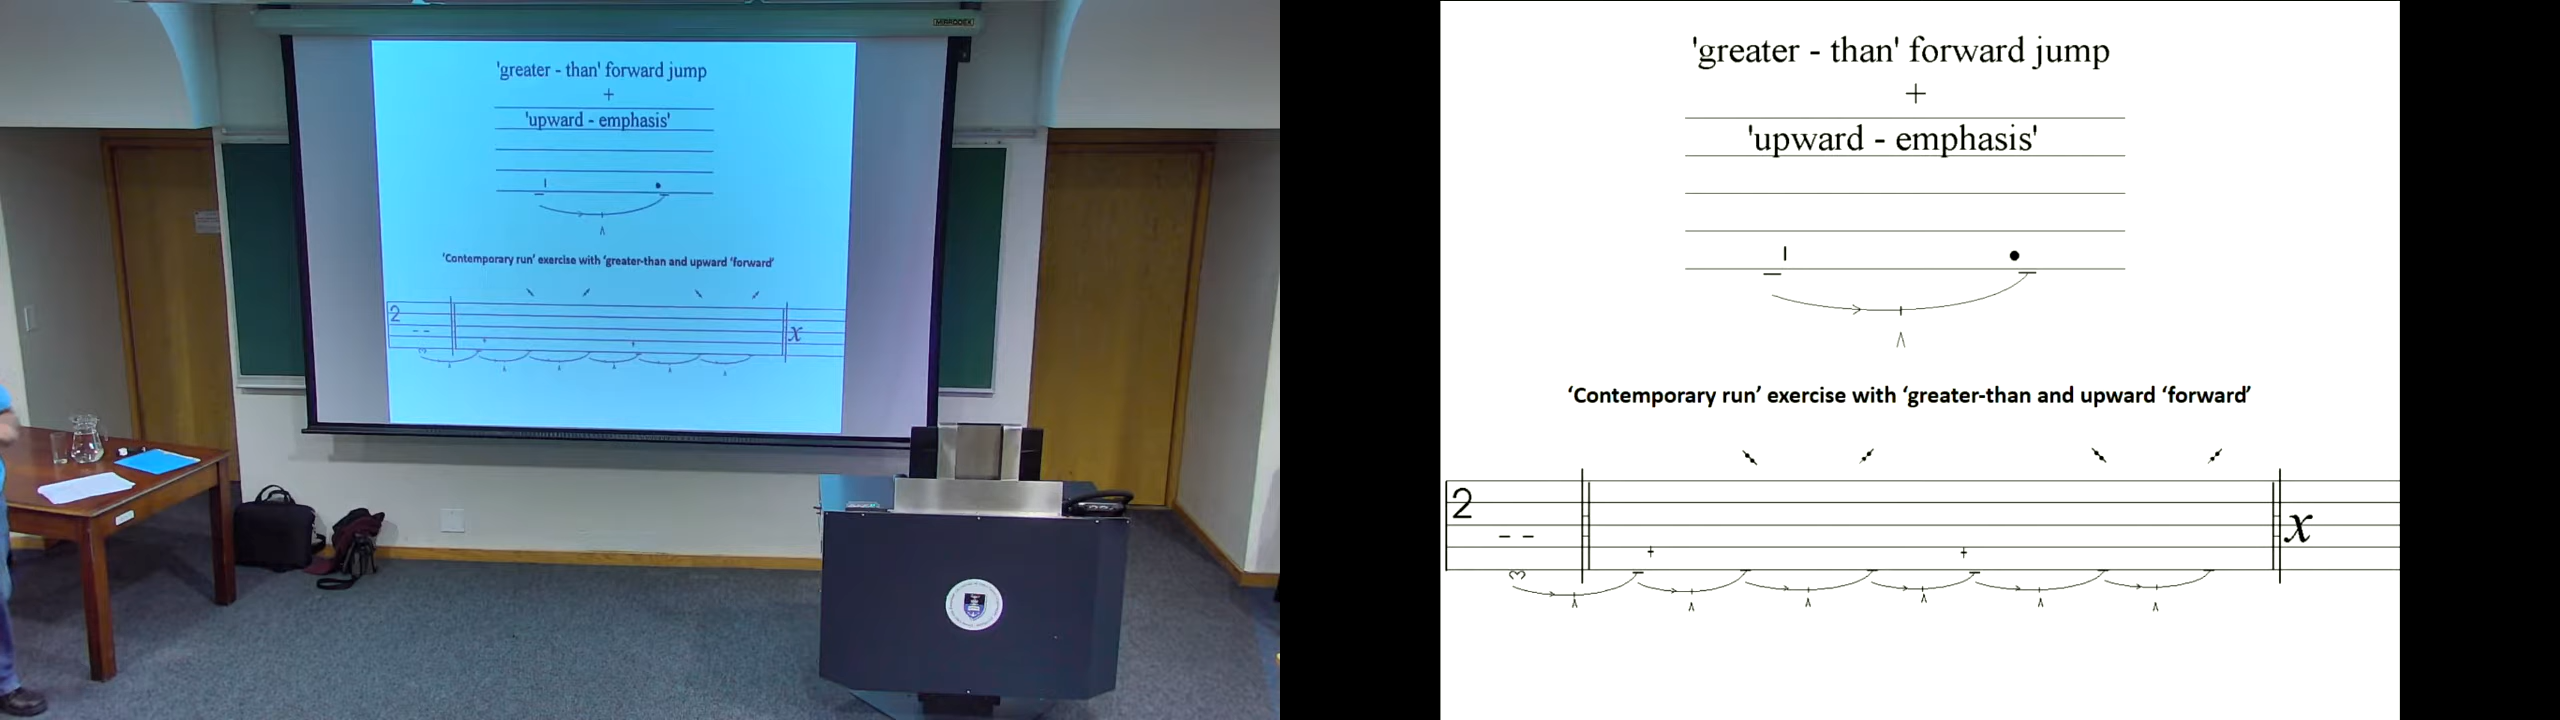 MIRRODEX
'greater - than' forward jump
+
'upward - emphasis'
'Contemporary run' exercise with 'greater-than and upward 'forward'
2
x
'greater - than' forward jump
+
'upward - emphasis'
‘Contemporary run’ exercise with ‘greater-than and upward ‘forward’
2
x